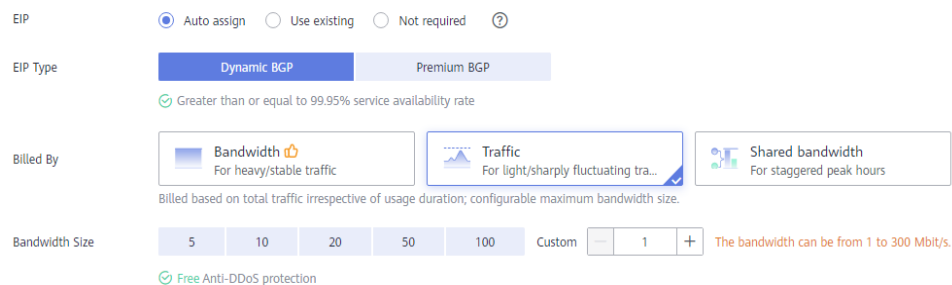 EIP Auto assign Use existing Not required ?
EIP Type Dynamic BGP Premium BGP
Greater than or equal to 99.95% service availability rate
Billed By Bandwidth Traffic Shared bandwidth
For heavy/stable traffic For light/sharply fluctuating tra... For staggered peak hours
Billed based on total traffic irrespective of usage duration; configurable maximum bandwidth size.
Bandwidth Size 5 10 20 50 100 Custom − 1 + The bandwidth can be from 1 to 300 Mbit/s.
Free Anti-DDoS protection